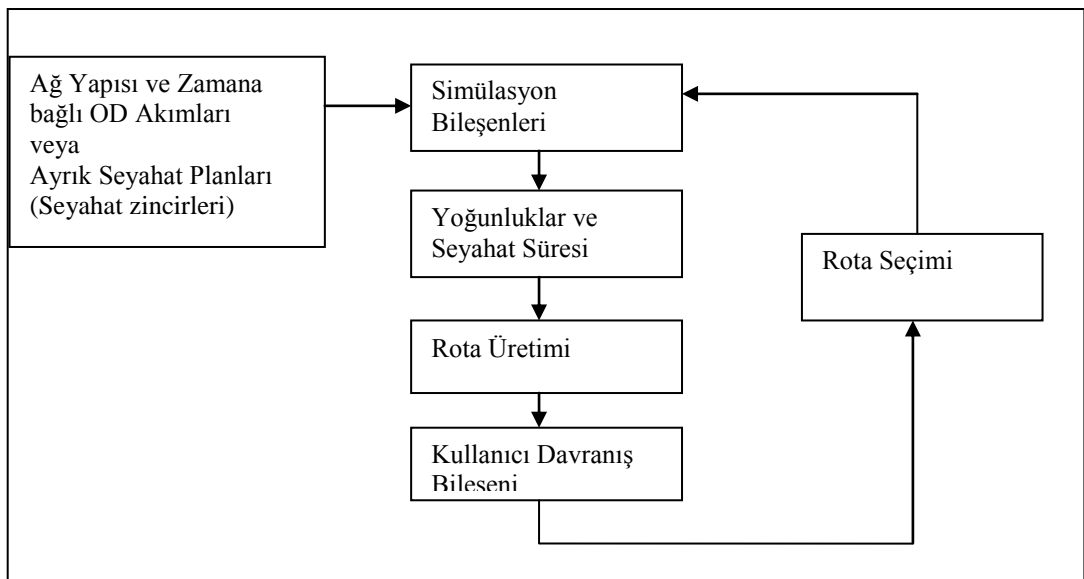 Ağ Yapısı ve Zamana
bağlı OD Akımları
veya
Ayrık Seyahat Planları
(Seyahat zincirleri)
Simülasyon
Bileşenleri
Yoğunluklar ve
Seyahat Süresi
Rota Üretimi
Kullanıcı Davranış
Bileşeni
Rota Seçimi